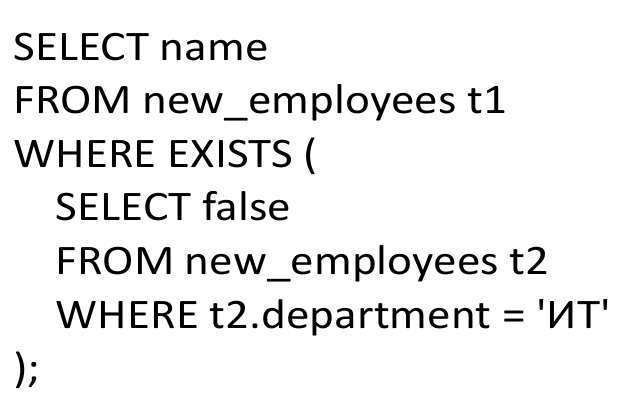 SELECT name
FROM new_employees t1
WHERE EXISTS (
SELECT false
FROM new_employees t2
WHERE t2.department = 'ИТ'
);